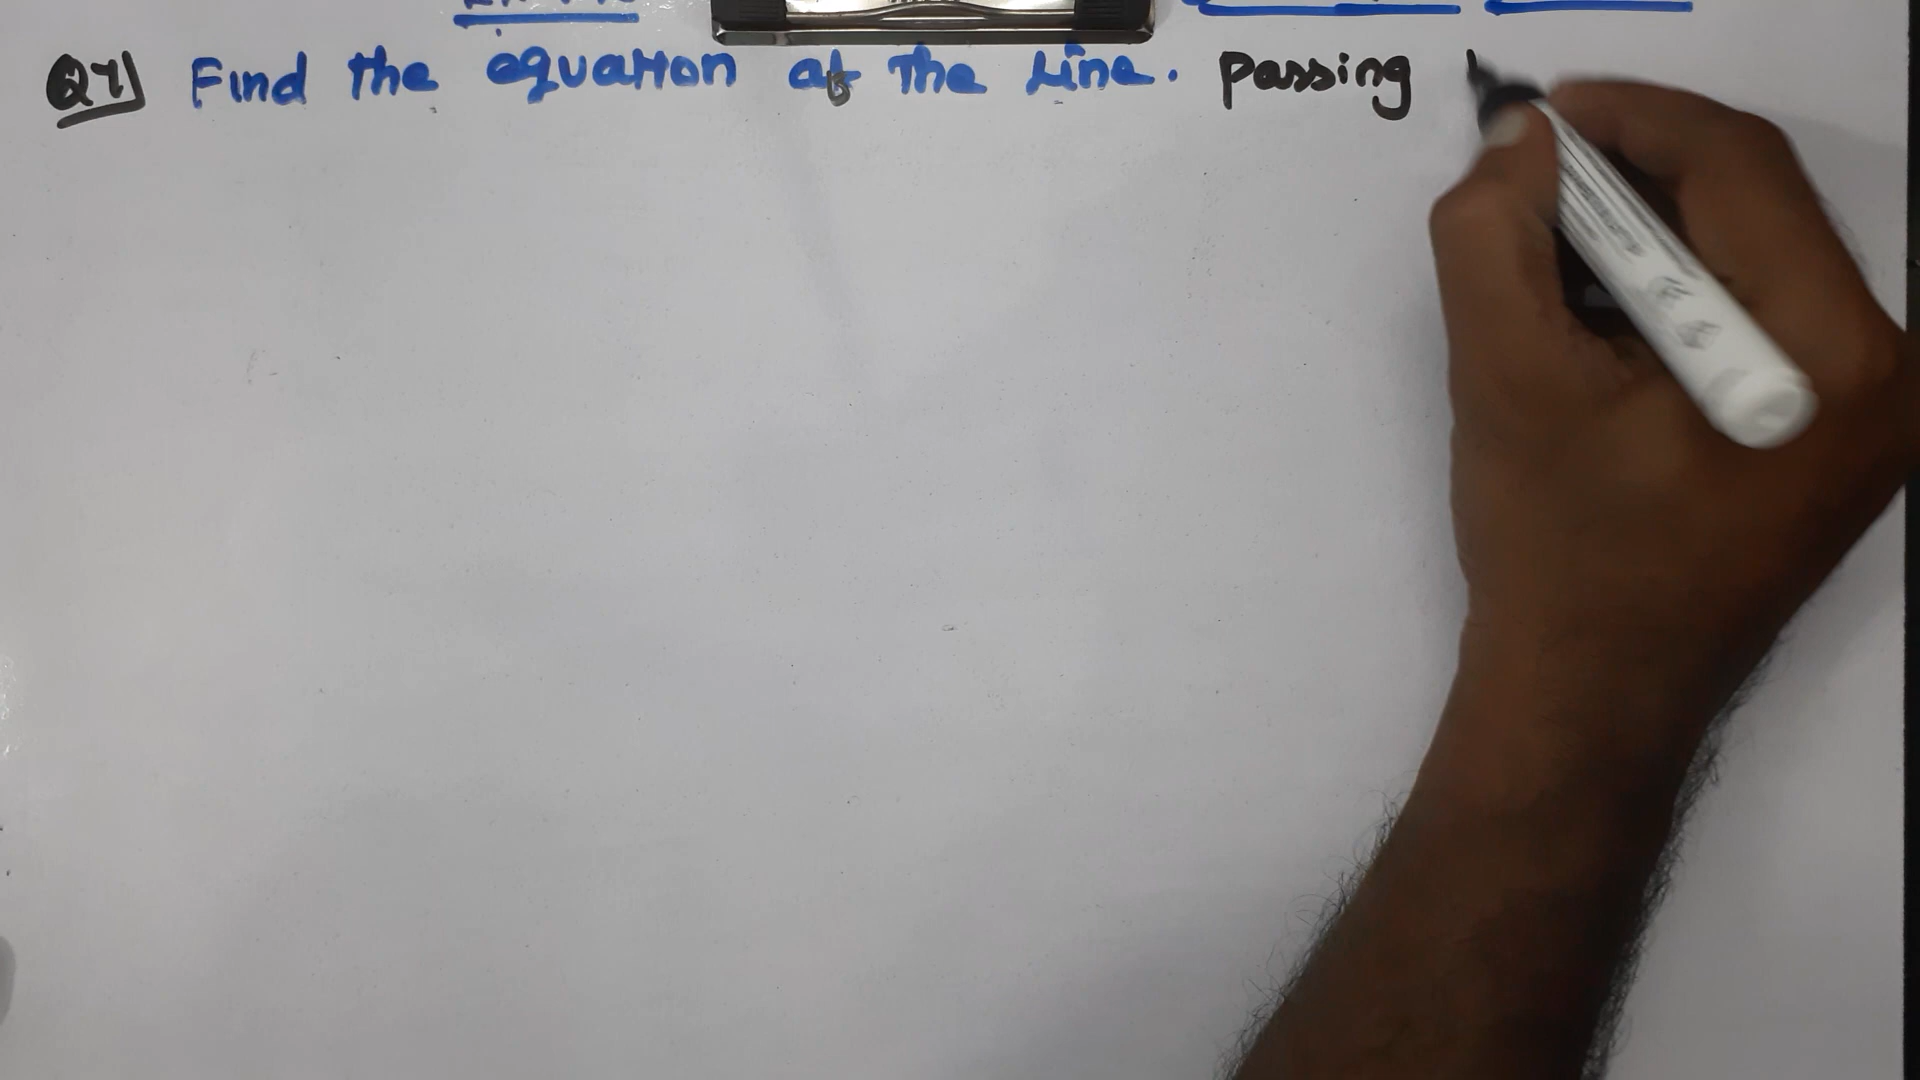 Q7) Find the equation of the Line. Passing